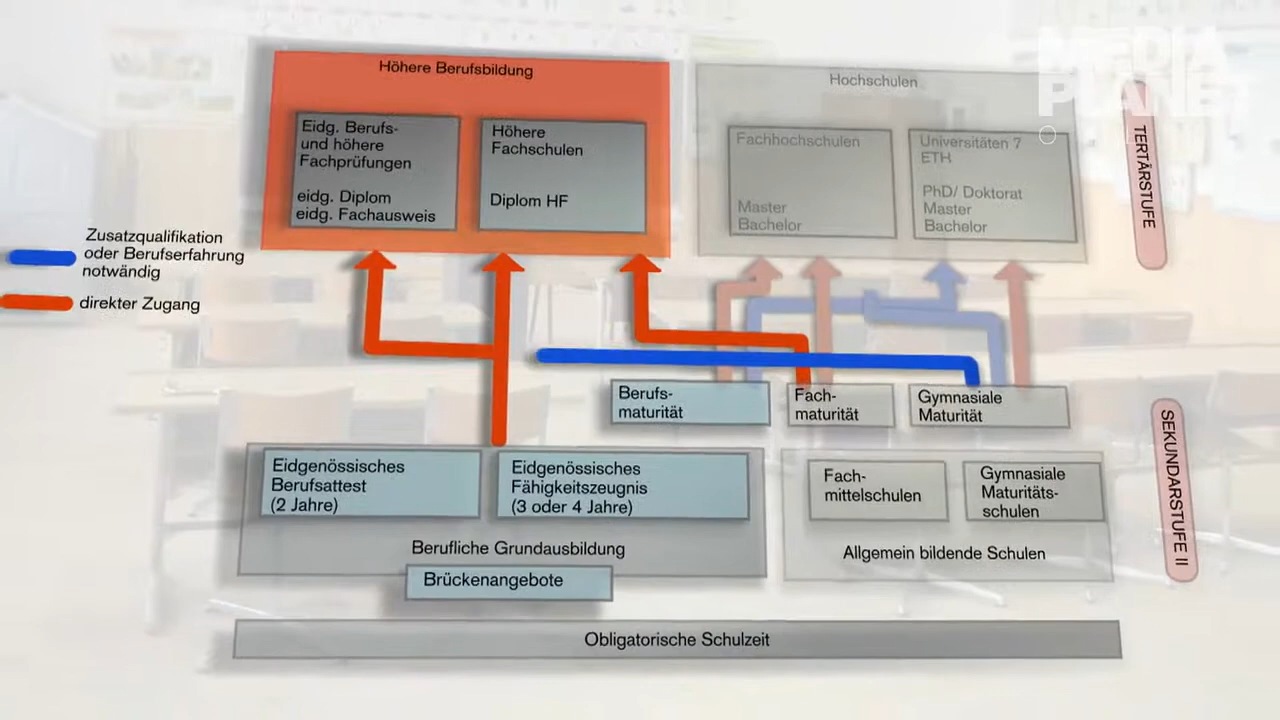 MEDIA
PLANET
Höhere Berufsbildung
Eidg. Berufs-
und höhere
Fachprüfungen
eidg. Diplom
eidg. Fachausweis
Höhere
Fachschulen
Diplom HF
Hochschulen
Fachhochschulen
Master
Bachelor
Universitäten ?
ETH
PhD/ Doktorat
Master
Bachelor
TERTÄRSTUFE
Zusatzqualifikation
oder Berufserfahrung
notwändig
direkter Zugang
Berufs-
maturität
Fach-
maturität
Gymnasiale
Maturität
Eidgenössisches
Berufsattest
(2 Jahre)
Eidgenössisches
Fähigkeitszeugnis
(3 oder 4 Jahre)
Berufliche Grundausbildung
Brückenangebote
Fach-
mittelschulen
Gymnasiale
Maturitäts-
schulen
Allgemein bildende Schulen
SEKUNDARSTUFE II
Obligatorische Schulzeit